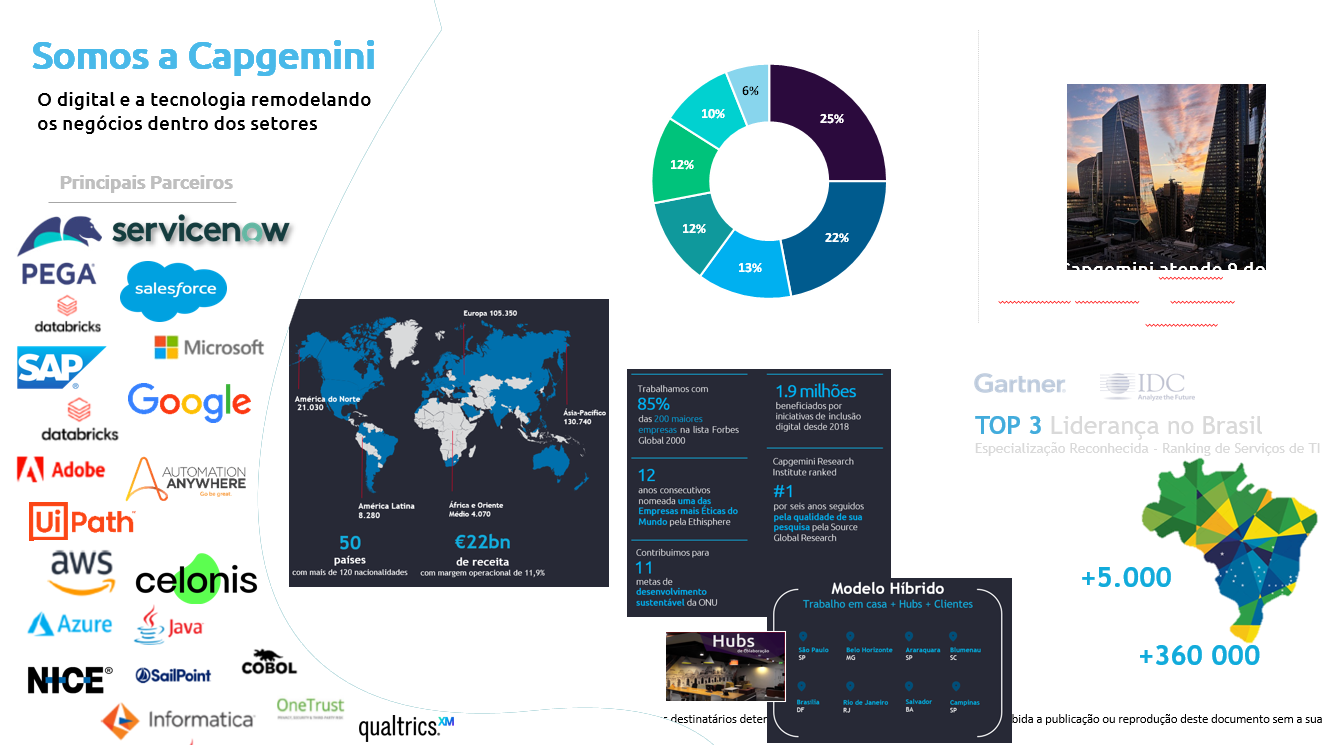 Somos a Capgemini
O digital e a tecnologia remodelando
os negócios dentro dos setores
Principais Parceiros
servicenow
PEGA
salesforce
databricks
Microsoft
SAP
Google
databricks
Adobe
AUTOMATION
ANYWHERE
Go be great.
UiPath
aws
celonis
Azure
Java
NICE®
SailPoint
COBOL
Informatica
OneTrust
PRIVACY, SECURITY & THIRD-PARTY RISK
qualtrics.XM
6%
25%
10%
12%
12%
22%
13%
Europa 105.350
América do Norte
21.030
Ásia-Pacífico
130.740
América Latina
8.280
África e Oriente
Médio 4.070
50
países
com mais de 120 nacionalidades
€22bn
de receita
com margem operacional de 11,9%
Trabalhamos com
85%
das 200 maiores
empresas na lista Forbes
Global 2000
12
anos consecutivos
nomeada uma das
Empresas mais Éticas do
Mundo pela Ethisphere
Contribuimos para
11
metas de
desenvolvimento
sustentável da ONU
1.9 milhões
beneficiados por
iniciativas de inclusão
digital desde 2018
Capgemini Research
Institute ranked
#1
por seis anos seguidos
pela qualidade de sua
pesquisa pela Source
Global Research
Modelo Híbrido
Trabalho em casa + Hubs + Clientes
São Paulo
SP
Belo Horizonte
MG
Araraquara
SP
Blumenau
SC
Brasília
DF
Rio de Janeiro
RJ
Salvador
BA
Campinas
SP
Hubs
de Colaboração
Capgemini atende 9 de
Gartner
IDC
Analyze the Future
TOP 3 Liderança no Brasil
Especialização Reconhecida - Ranking de Serviços de TI
+5.000
+360 000
s destinatários deter
bida a publicação ou reprodução deste documento sem a sua